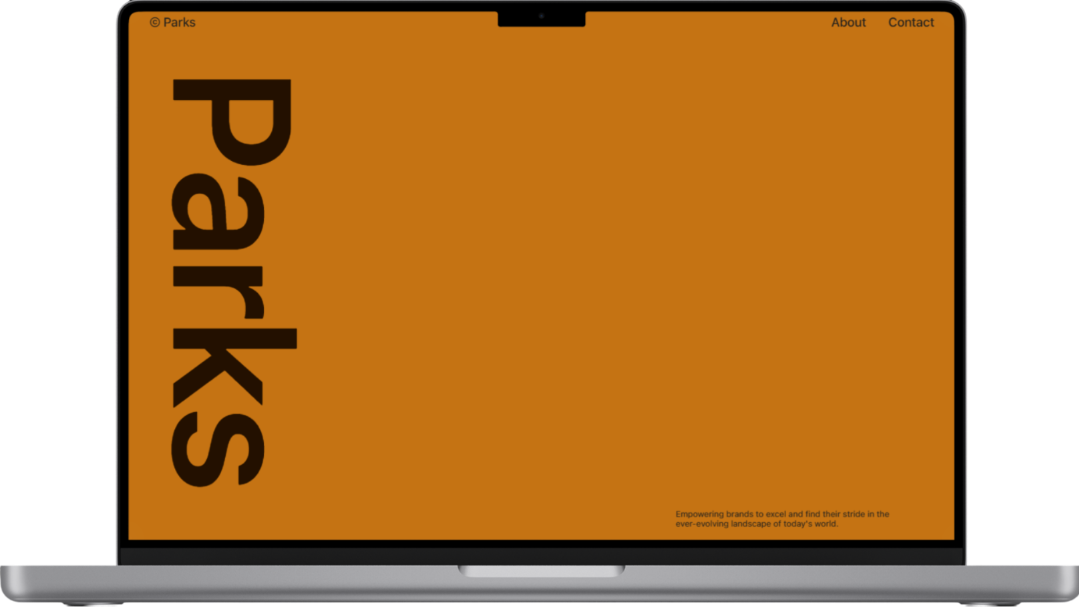 © Parks
About
Contact
Parks
Empowering brands to excel and find their stride in the
ever-evolving landscape of today's world.